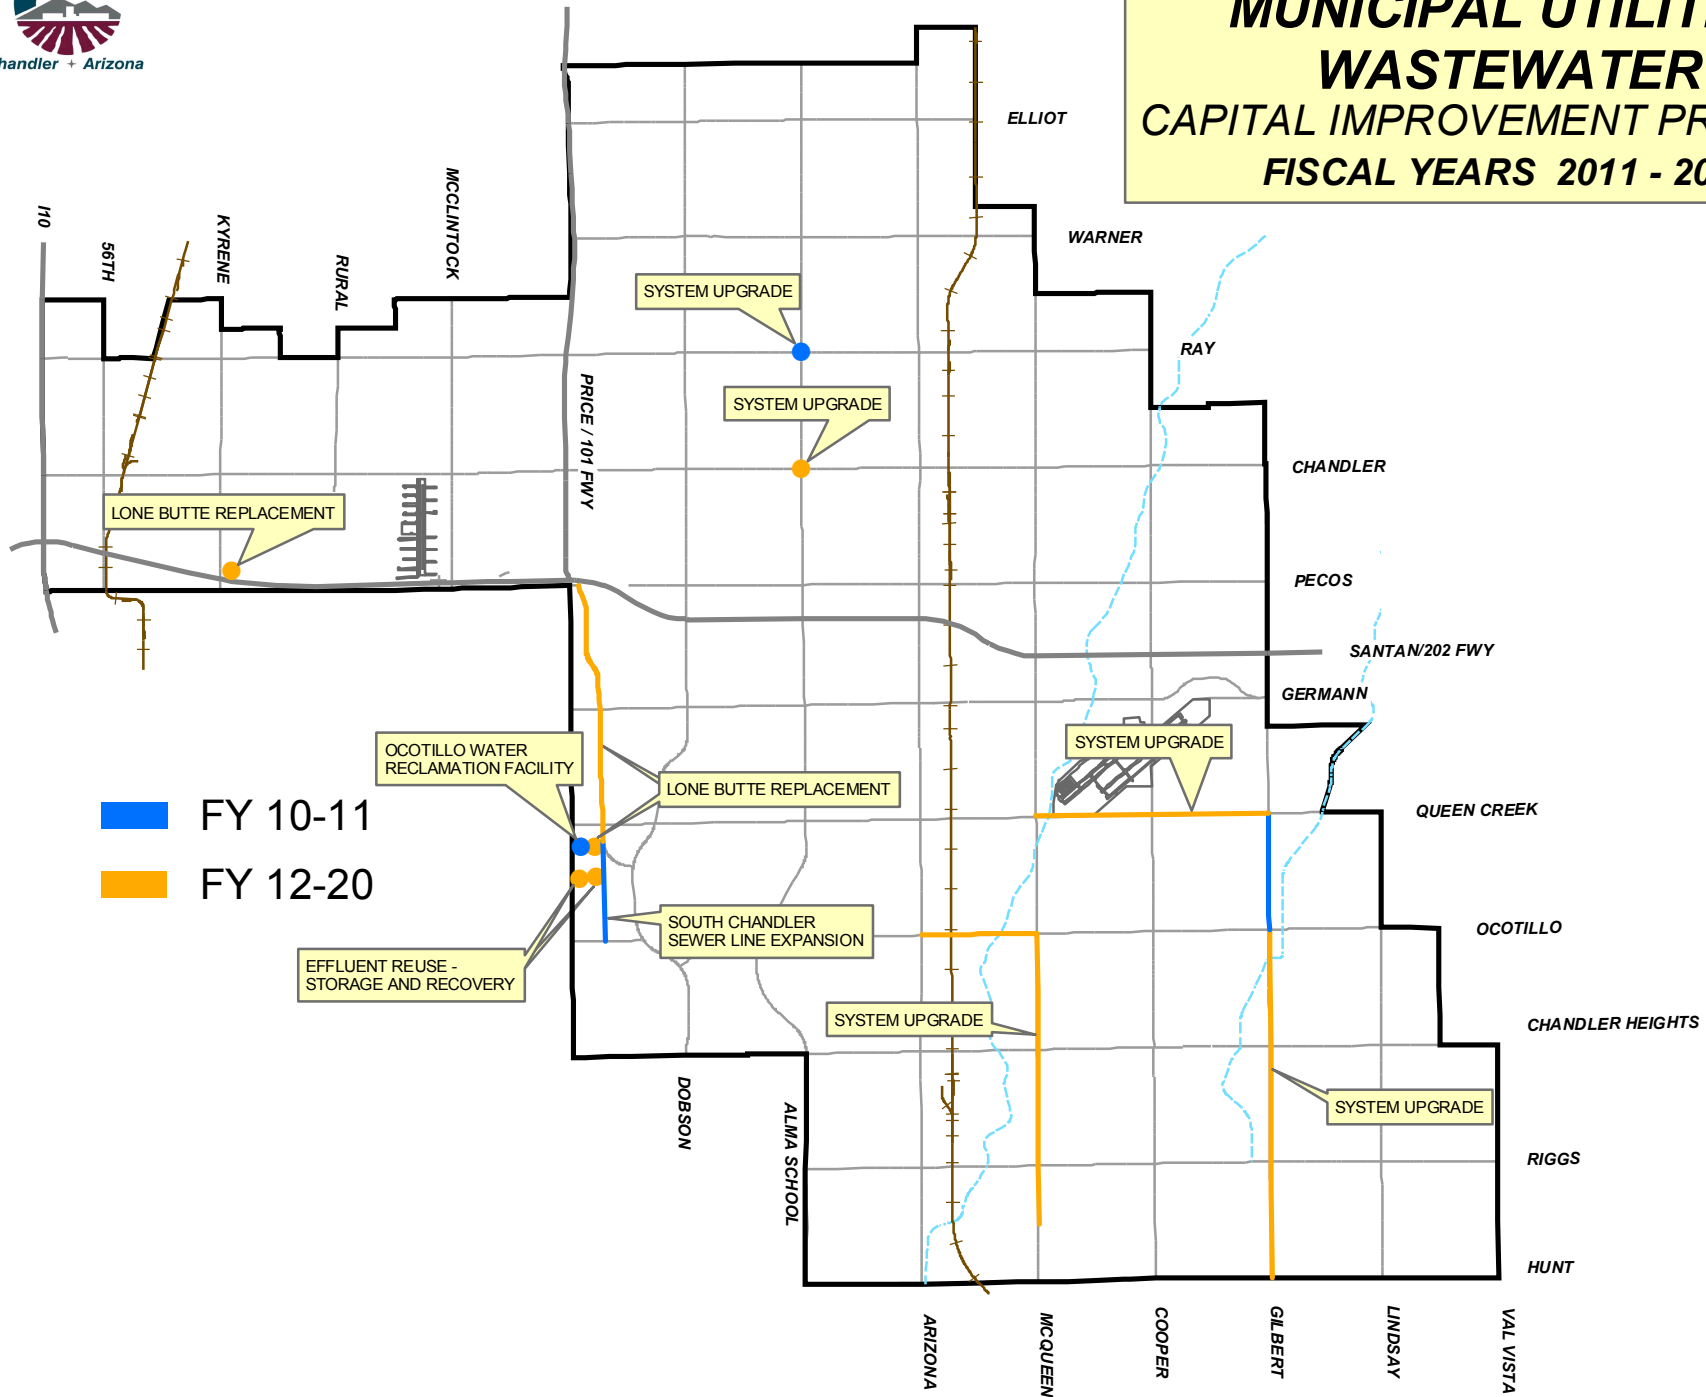 MUNICIPAL
WASTEWATER
CAPITAL IMPROVEMENT
FISCAL YEARS 2011 -
Arizona
ELLIOT
MCCLINTOCK
I10
KYRENE
56TH
RURAL
WARNER
SYSTEM UPGRADE
RAY
PRICE / 101 FWY
SYSTEM UPGRADE
CHANDLER
LONE BUTTE REPLACEMENT
PECOS
SANTAN/202 FWY
GERMANN
OCOTILLO WATER
RECLAMATION FACILITY
SYSTEM UPGRADE
LONE BUTTE REPLACEMENT
QUEEN CREEK
FY 10-11
FY 12-20
SOUTH CHANDLER
SEWER LINE EXPANSION
OCOTILLO
EFFLUENT REUSE -
STORAGE AND RECOVERY
SYSTEM UPGRADE
CHANDLER HEIGHTS
DOBSON
ALMA SCHOOL
SYSTEM UPGRADE
RIGGS
HUNT
ARIZONA
MCQUEEN
COOPER
GILBERT
LINDSAY
VAL VISTA